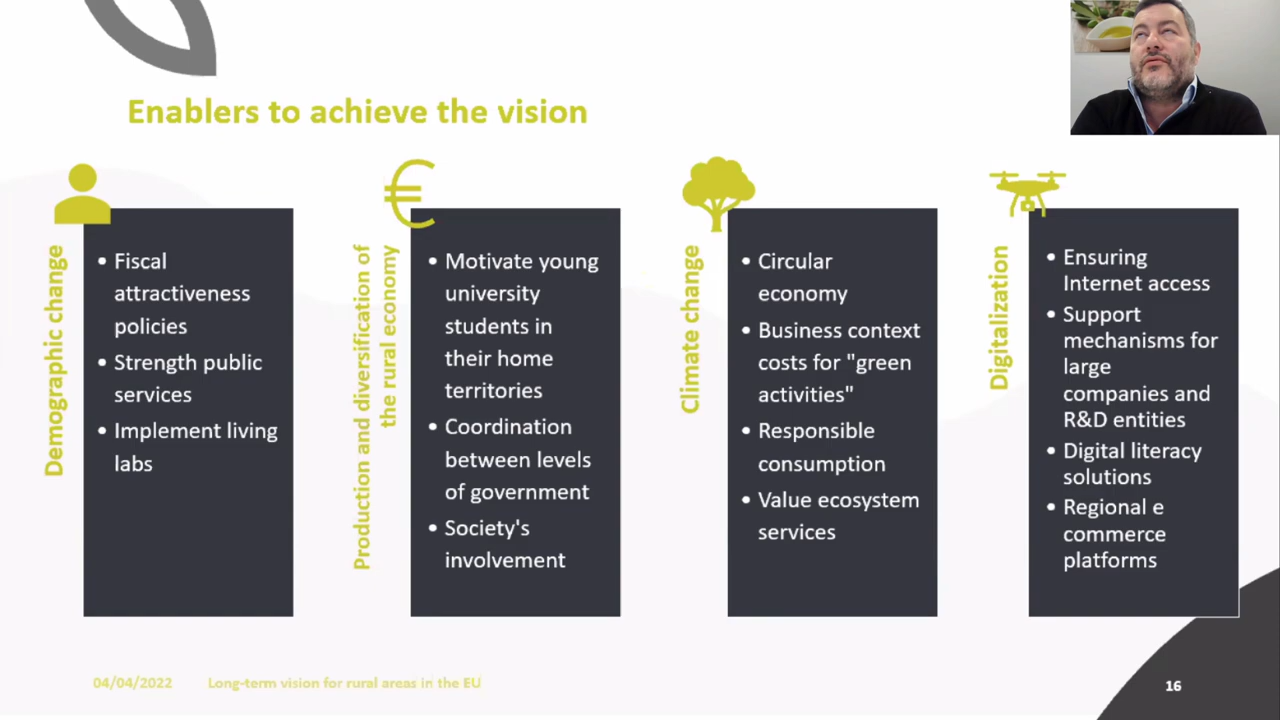 Enablers to achieve the vision
Demographic change
• Fiscal
attractiveness
policies
• Strength public
services
• Implement living
labs
Production and diversification of
the rural economy
€
• Motivate young
university
students in
their home
territories
• Coordination
between levels
of government
• Society's
involvement
Climate change
• Circular
economy
• Business context
costs for "green
activities"
• Responsible
consumption
• Value ecosystem
services
Digitalization
• Ensuring
Internet access
• Support
mechanisms for
large
companies and
R&D entities
• Digital literacy
solutions
• Regional e
commerce
platforms
04/04/2022 Long-term vision for rural areas in the EU
16